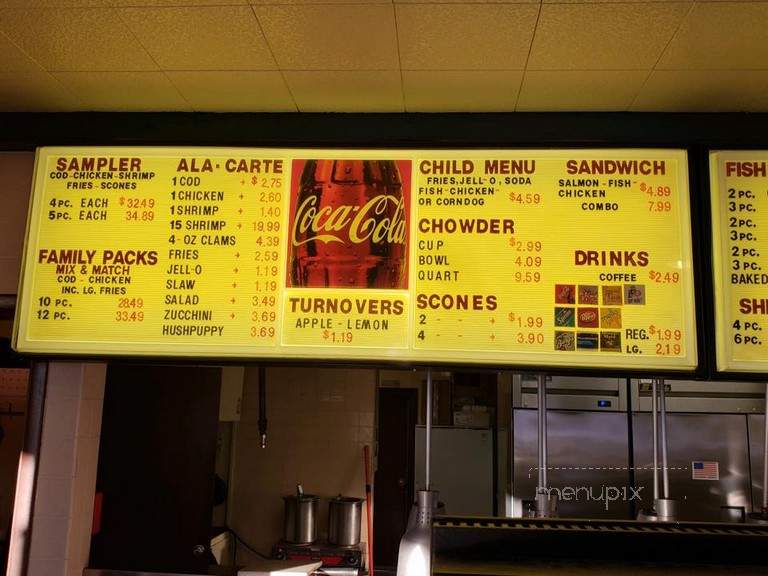 SAMPLER
COD-CHICKEN-SHRIMP
FRIES-SCONES
4 PC. EACH $32.49
5 PC. EACH 34.89
FAMILY PACKS
MIX & MATCH
COD - CHICKEN
INC. LG. FRIES
10 PC. 28.49
12 PC. 33.49
ALA-CARTE
1 COD + $2.75
1 CHICKEN + 2.60
1 SHRIMP + 1.40
15 SHRIMP + 19.99
4-OZ CLAMS 4.39
FRIES + 2.59
JELL-O + 1.19
SLAW + 1.19
SALAD + 3.49
ZUCCHINI + 3.69
HUSHPUPPY 3.69
Coca-Cola
TURNOVERS
APPLE - LEMON
$1.19
CHILD MENU
FRIES, JELL-O, SODA
FISH-CHICKEN-
OR CORNDOG $4.59
CHOWDER
CUP $2.99
BOWL 4.09
QUART 9.59
SCONES
2 - - + $1.99
4 - - + 3.90
SANDWICH
SALMON-FISH-
CHICKEN $4.89
COMBO 7.99
DRINKS
COFFEE $2.49
REG. $1.99
LG. 2.19
FISH
2 PC.
3 PC.
2 PC.
3 PC.
2 PC.
3 PC.
BAKED
4 PC.
6 PC.
menupix